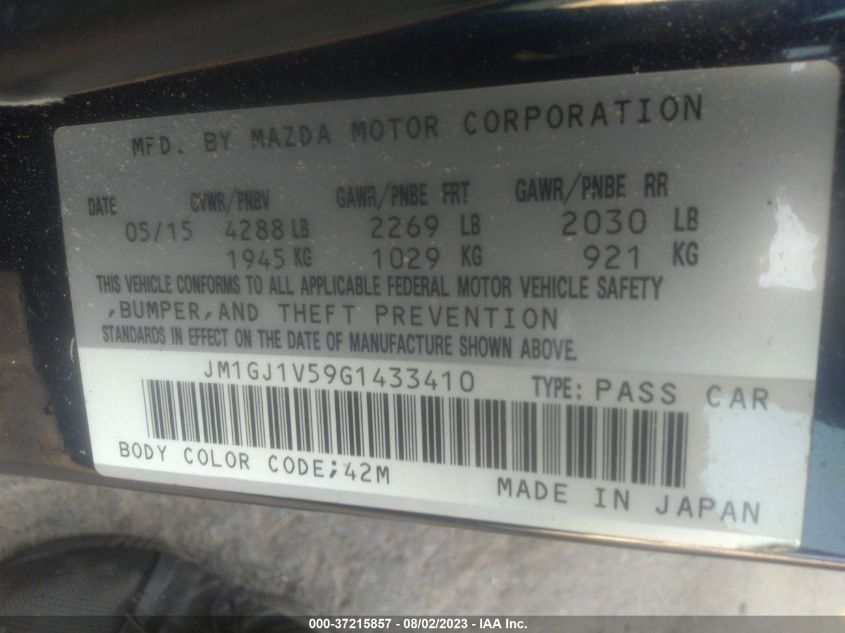 MFD. BY MAZDA MOTOR CORPORATION
DATE GVWR/PNBV GAWR/PNBE FRT GAWR/PNBE RR
05/15 4288 LB 2269 LB 2030 LB
1945 KG 1029 KG 921 KG
THIS VEHICLE CONFORMS TO ALL APPLICABLE FEDERAL MOTOR VEHICLE SAFETY
,BUMPER,AND THEFT PREVENTION
STANDARDS IN EFFECT ON THE DATE OF MANUFACTURE SHOWN ABOVE.
JM1GJ1V59G1433410 TYPE: PASS CAR
BODY COLOR CODE;42M
MADE IN JAPAN
000-37215857 - 08/02/2023 - IAA Inc.